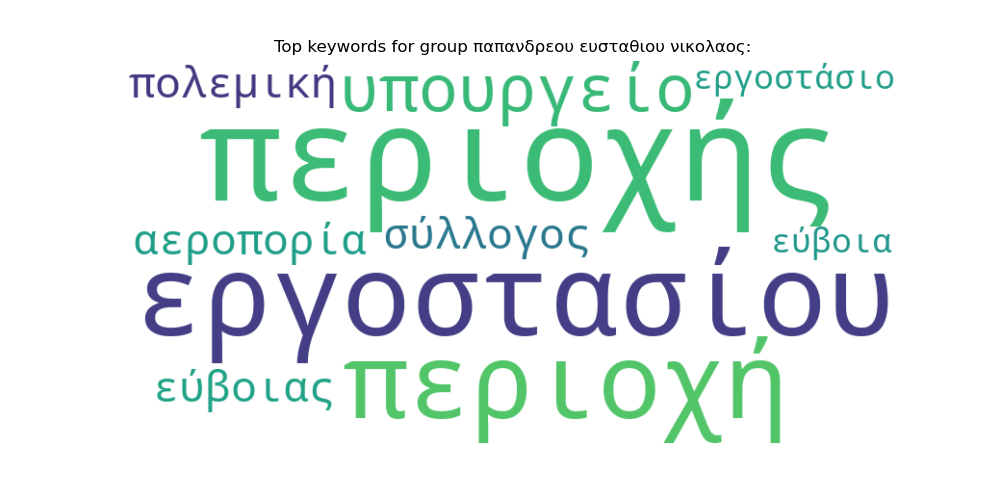 Top keywords for group παπανδρεου ευσταθιου νικολαος:
πολεμική υπουργείο εργοστάσιο
περιοχής
αεροπορία σύλλογος εύβοια
εργοστασίου
εύβοιας περιοχή